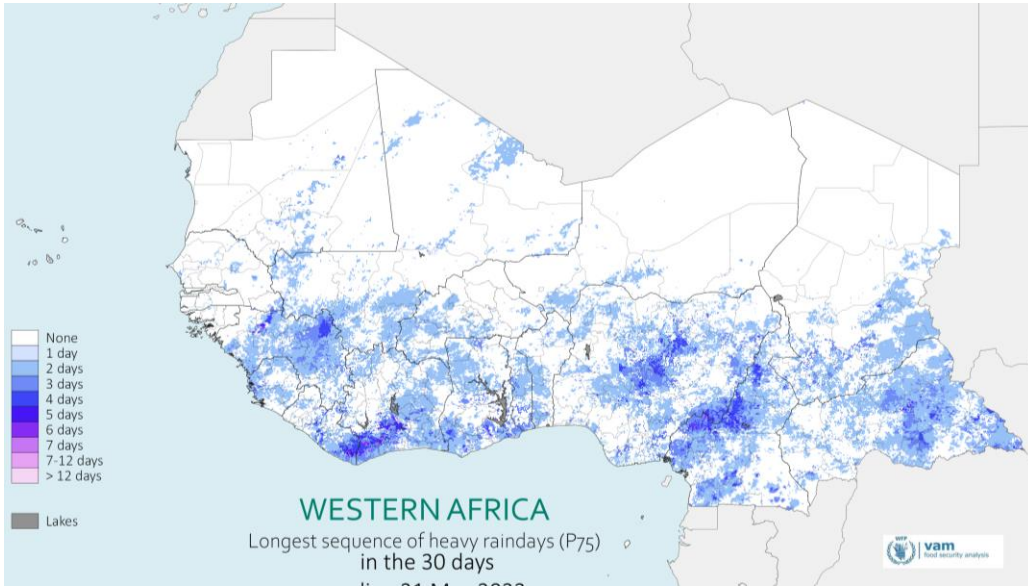 None
1 day
2 days
3 days
4 days
5 days
6 days
7 days
7-12 days
> 12 days
Lakes
WESTERN AFRICA
Longest sequence of heavy raindays (P75)
in the 30 days
WFP
vam
food security analysis